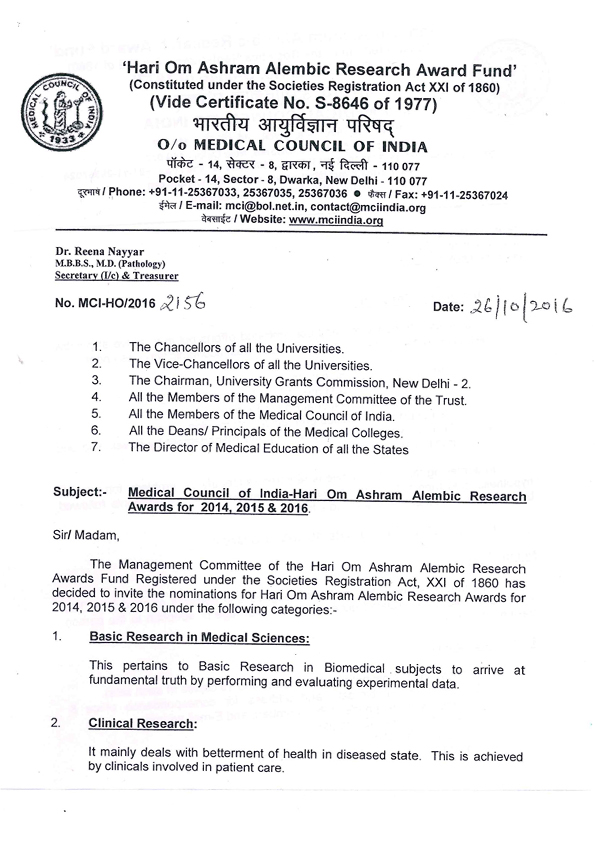 'Hari Om Ashram Alembic Research Award Fund'
(Constituted under the Societies Registration Act XXI of 1860)
(Vide Certificate No. S-8646 of 1977)
भारतीय आयुर्विज्ञान परिषद्
O/o MEDICAL COUNCIL OF INDIA
पॉकेट - 14, सेक्टर - 8, द्वारका, नई दिल्ली - 110 077
Pocket - 14, Sector - 8, Dwarka, New Delhi - 110 077
दूरभाष / Phone: +91-11-25367033, 25367035, 25367036 ● फैक्स / Fax: +91-11-25367024
ईमेल / E-mail: mci@bol.net.in, contact@mciindia.org
वेबसाईट / Website: www.mciindia.org
MEDICAL COUNCIL OF INDIA
1933
Dr. Reena Nayyar
M.B.B.S., M.D. (Pathology)
Secretary (I/c) & Treasurer
No. MCI-HO/2016 2156 Date: 26/10/2016
1. The Chancellors of all the Universities.
2. The Vice-Chancellors of all the Universities.
3. The Chairman, University Grants Commission, New Delhi - 2.
4. All the Members of the Management Committee of the Trust.
5. All the Members of the Medical Council of India.
6. All the Deans/ Principals of the Medical Colleges.
7. The Director of Medical Education of all the States
Subject:- Medical Council of India-Hari Om Ashram Alembic Research
Awards for 2014, 2015 & 2016.
Sir/ Madam,
The Management Committee of the Hari Om Ashram Alembic Research
Awards Fund Registered under the Societies Registration Act, XXI of 1860 has
decided to invite the nominations for Hari Om Ashram Alembic Research Awards for
2014, 2015 & 2016 under the following categories:-
1. Basic Research in Medical Sciences:
This pertains to Basic Research in Biomedical subjects to arrive at
fundamental truth by performing and evaluating experimental data.
2. Clinical Research:
It mainly deals with betterment of health in diseased state. This is achieved
by clinicals involved in patient care.